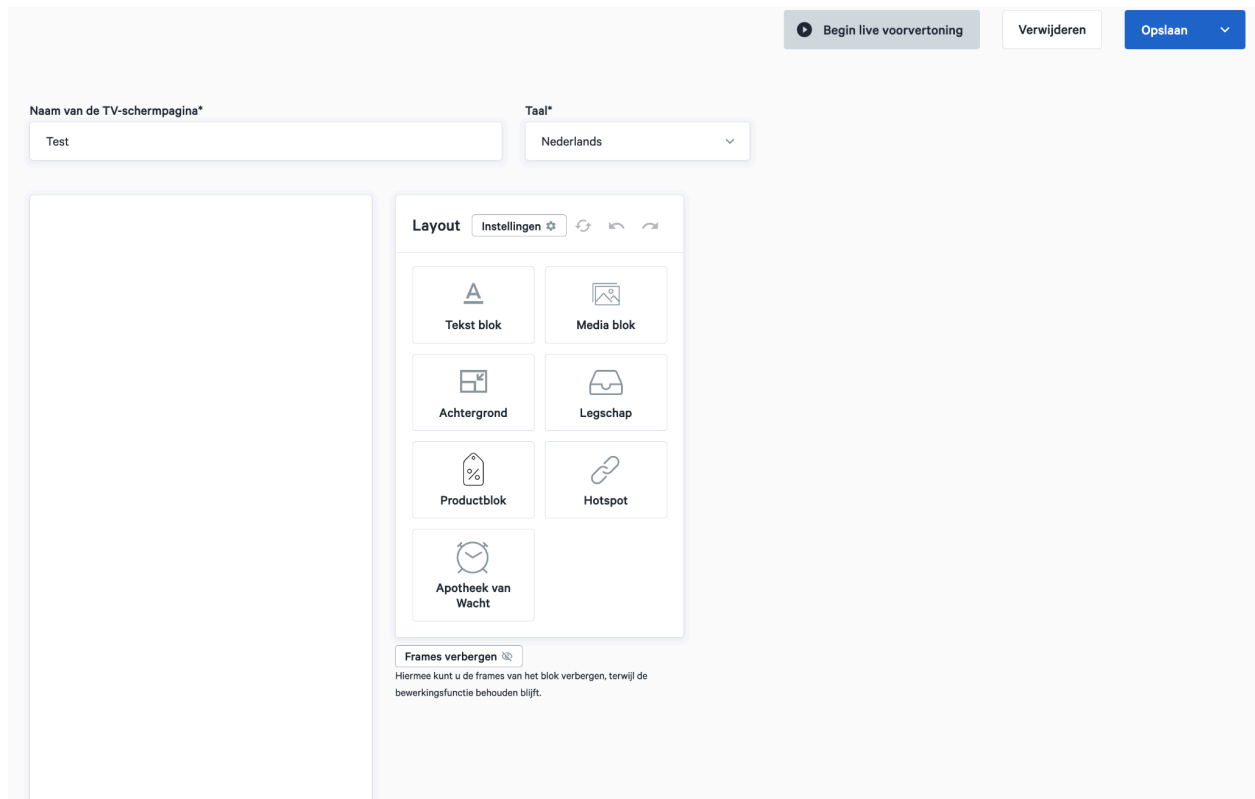 Begin live voorvertoning
Verwijderen
Opslaan
Naam van de TV-schermpagina*
Taal*
Test
Nederlands
Layout
Instellingen
Tekst blok
Media blok
Achtergrond
Legschap
Productblok
Hotspot
Apotheek van
Wacht
Frames verbergen
Hiermee kunt u de frames van het blok verbergen, terwijl de
bewerkingsfunctie behouden blijft.